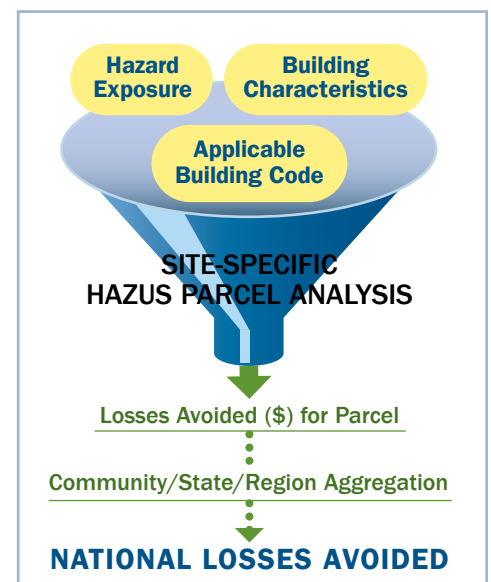 Hazard
Exposure
Building
Characteristics
Applicable
Building Code
SITE-SPECIFIC
HAZUS PARCEL ANALYSIS
Losses Avoided ($) for Parcel
Community/State/Region Aggregation
NATIONAL LOSSES AVOIDED